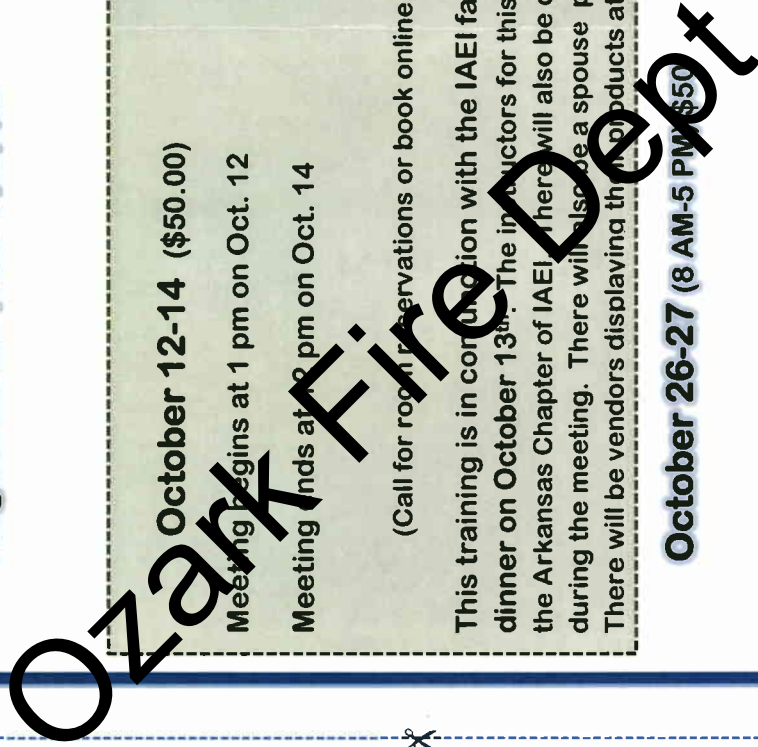 October 12-14 ($50.00)
Meeting begins at 1 pm on Oct. 12
Meeting ends at 12 pm on Oct. 14
(Call for room reservations or book online
This training is in conjunction with the IAEI
dinner on October 13th. The instructors for this
the Arkansas Chapter of IAEI. There will also be
during the meeting. There will also be a spouse
There will be vendors displaying their products at
October 26-27 (8 AM-5 PM) $50
Ozark Fire Dept